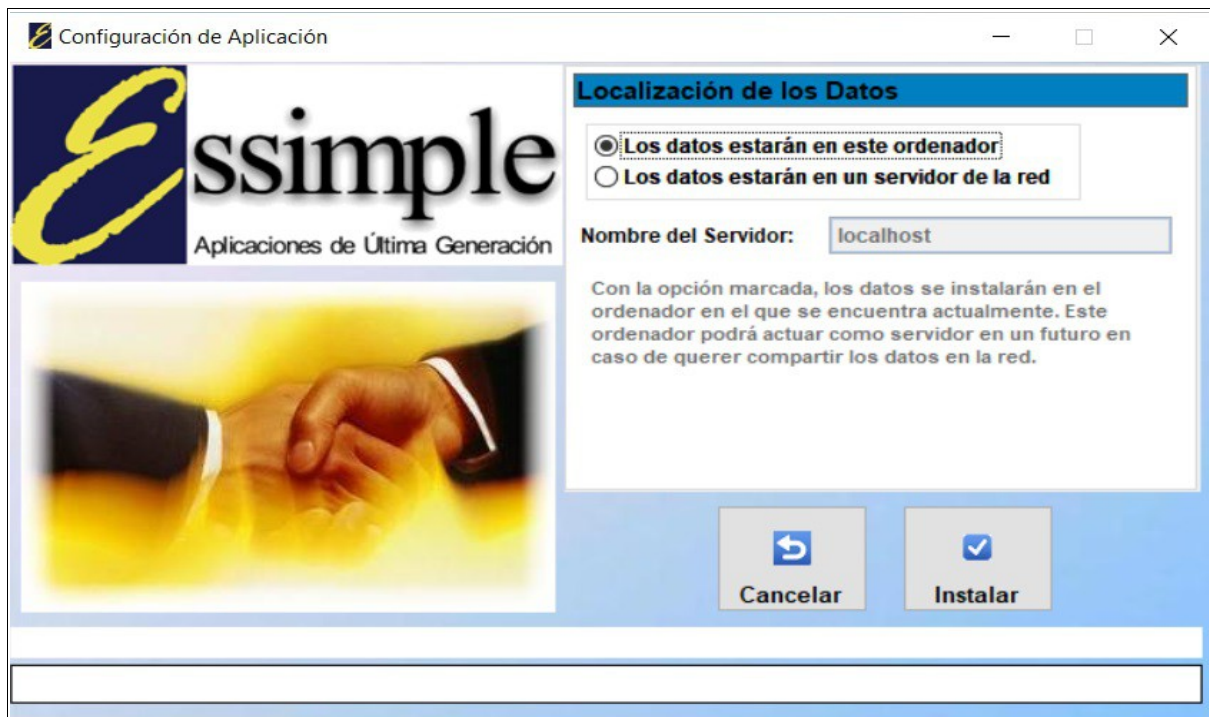 Configuración de Aplicación
Essimple
Aplicaciones de Última Generación
Localización de los Datos
Los datos estarán en este ordenador
Los datos estarán en un servidor de la red
Nombre del Servidor: localhost
Con la opción marcada, los datos se instalarán en el
ordenador en el que se encuentra actualmente. Este
ordenador podrá actuar como servidor en un futuro en
caso de querer compartir los datos en la red.
Cancelar Instalar